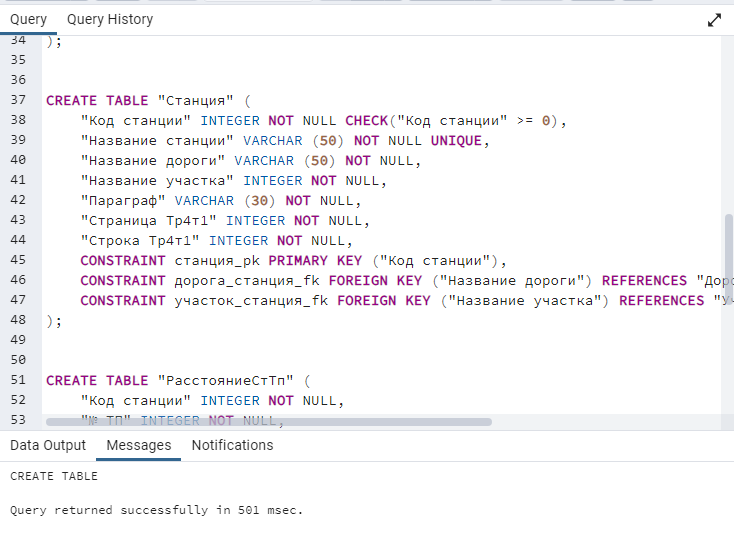 Query Query History
34 );
35
36
37 CREATE TABLE "Станция" (
38 "Код станции" INTEGER NOT NULL CHECK("Код станции" >= 0),
39 "Название станции" VARCHAR (50) NOT NULL UNIQUE,
40 "Название дороги" VARCHAR (50) NOT NULL,
41 "Название участка" INTEGER NOT NULL,
42 "Параграф" VARCHAR (30) NOT NULL,
43 "Страница Тр4т1" INTEGER NOT NULL,
44 "Строка Тр4т1" INTEGER NOT NULL,
45 CONSTRAINT станция_pk PRIMARY KEY ("Код станции"),
46 CONSTRAINT дорога_станция_fk FOREIGN KEY ("Название дороги") REFERENCES "Доро
47 CONSTRAINT участок_станция_fk FOREIGN KEY ("Название участка") REFERENCES "Уч
48 );
49
50
51 CREATE TABLE "РасстояниеСтТп" (
52 "Код станции" INTEGER NOT NULL,
53 "№ ТП" INTEGER NOT NULL,
Data Output Messages Notifications
CREATE TABLE
Query returned successfully in 501 msec.